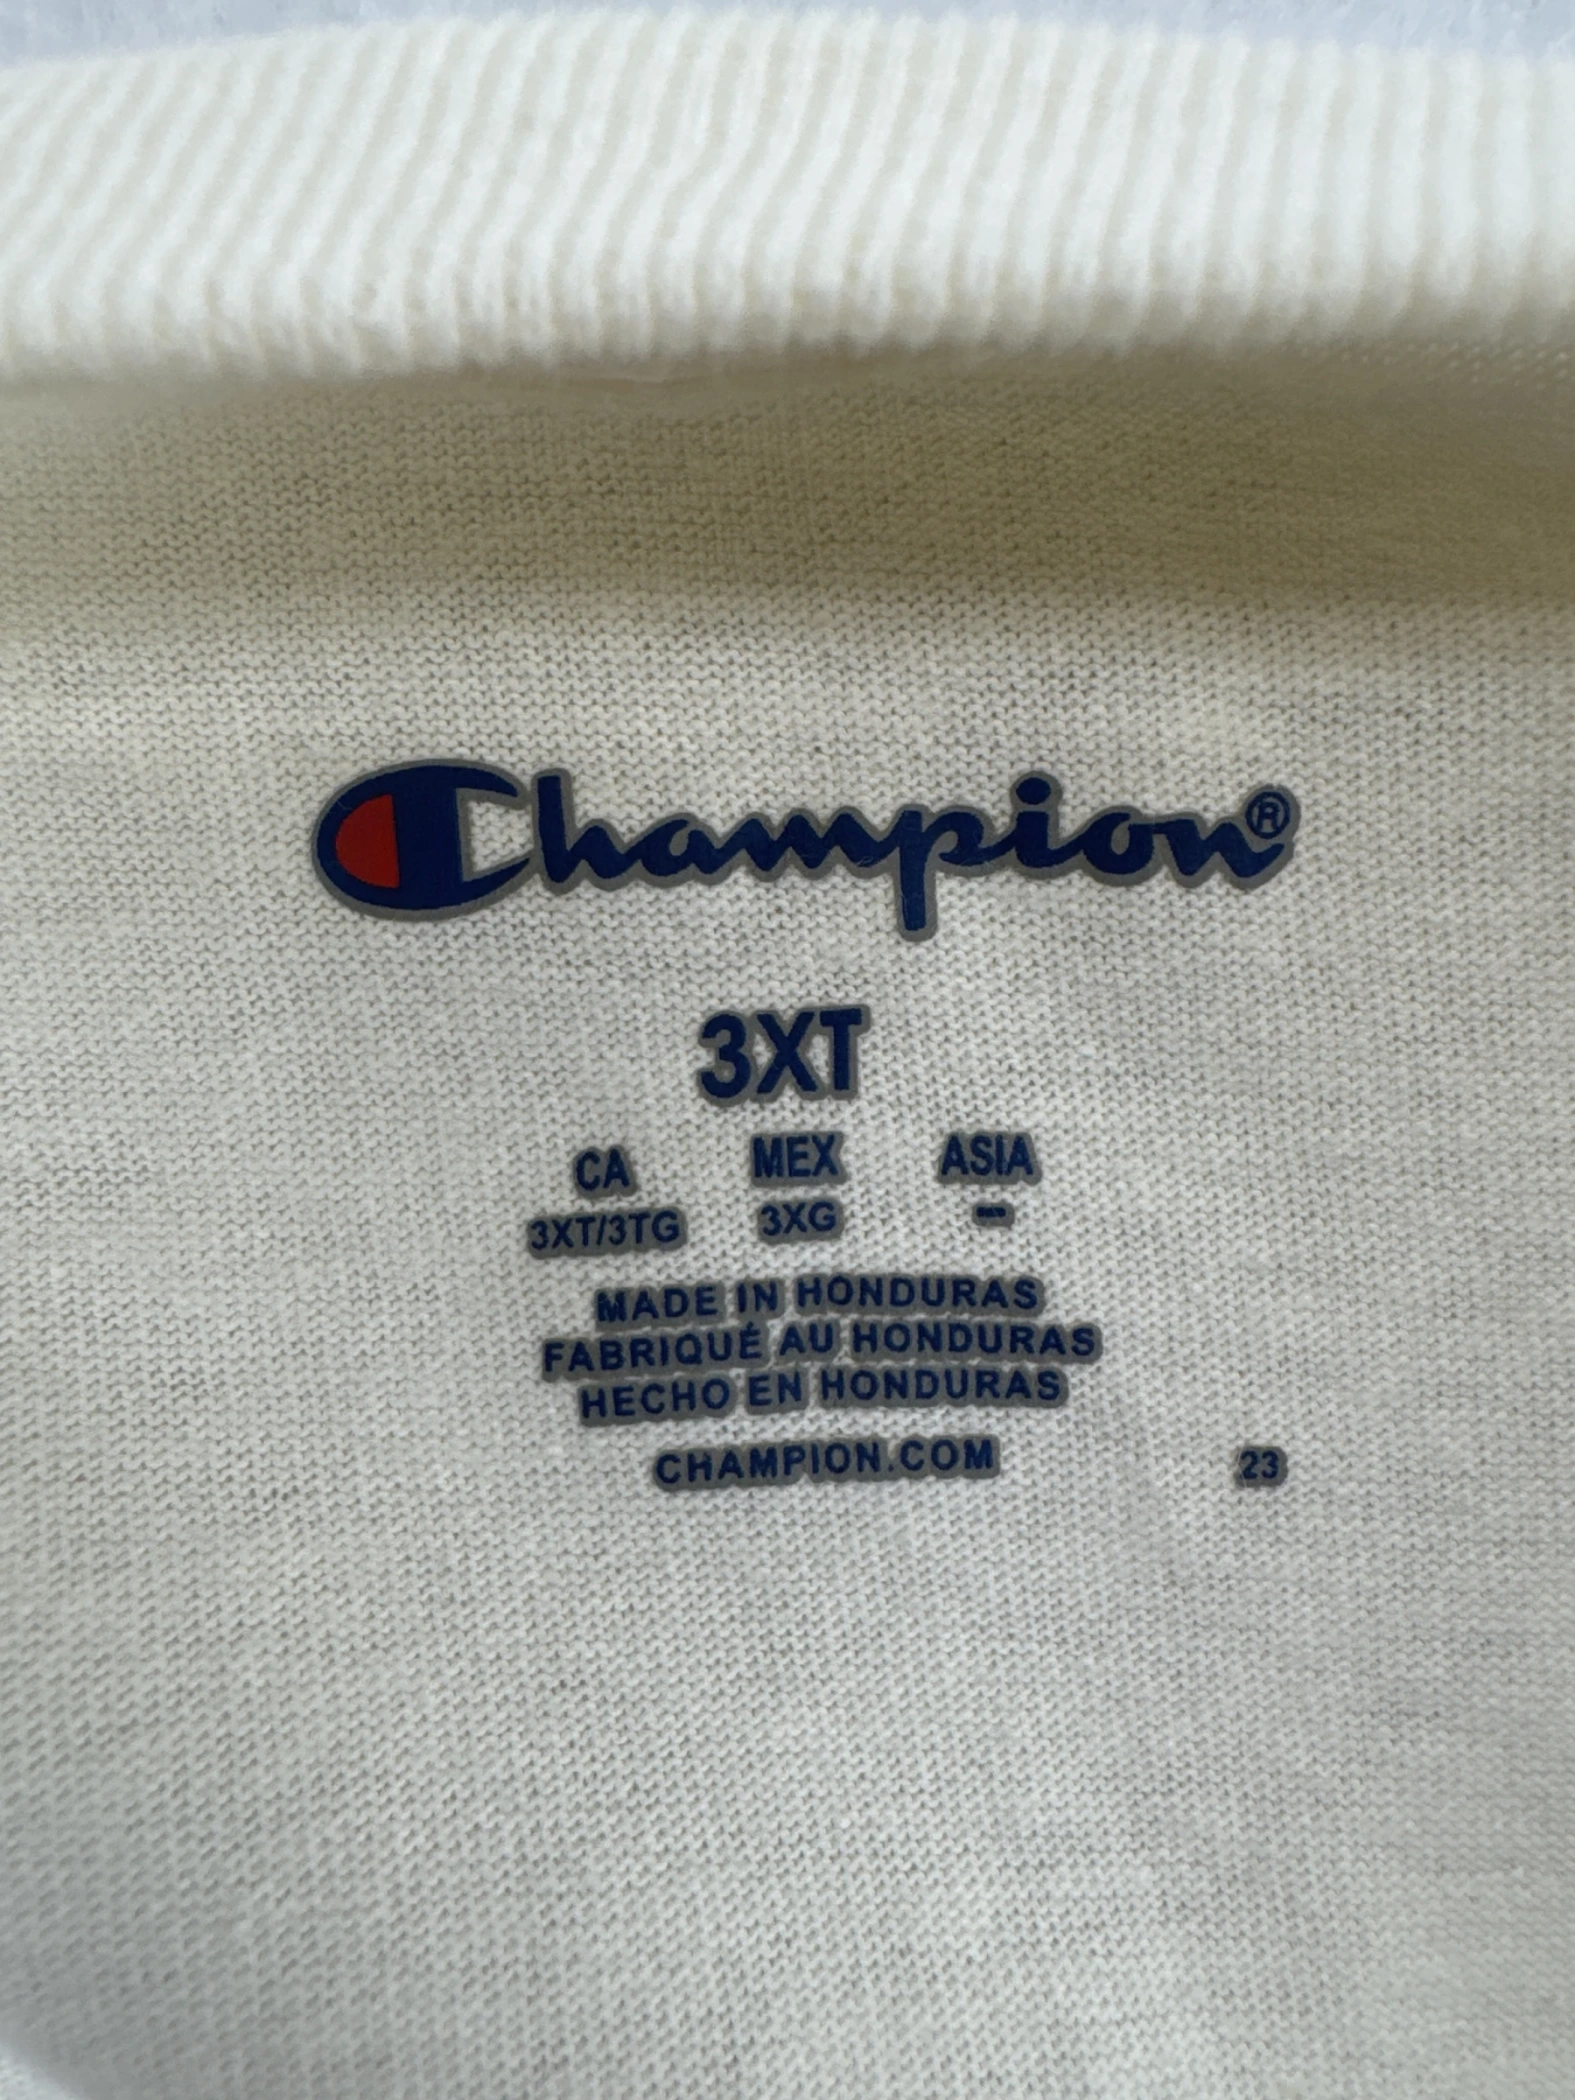 Champion®
3XT
CA MEX ASIA
3XT/3TG 3XG –
MADE IN HONDURAS
FABRIQUÉ AU HONDURAS
HECHO EN HONDURAS
CHAMPION.COM 23